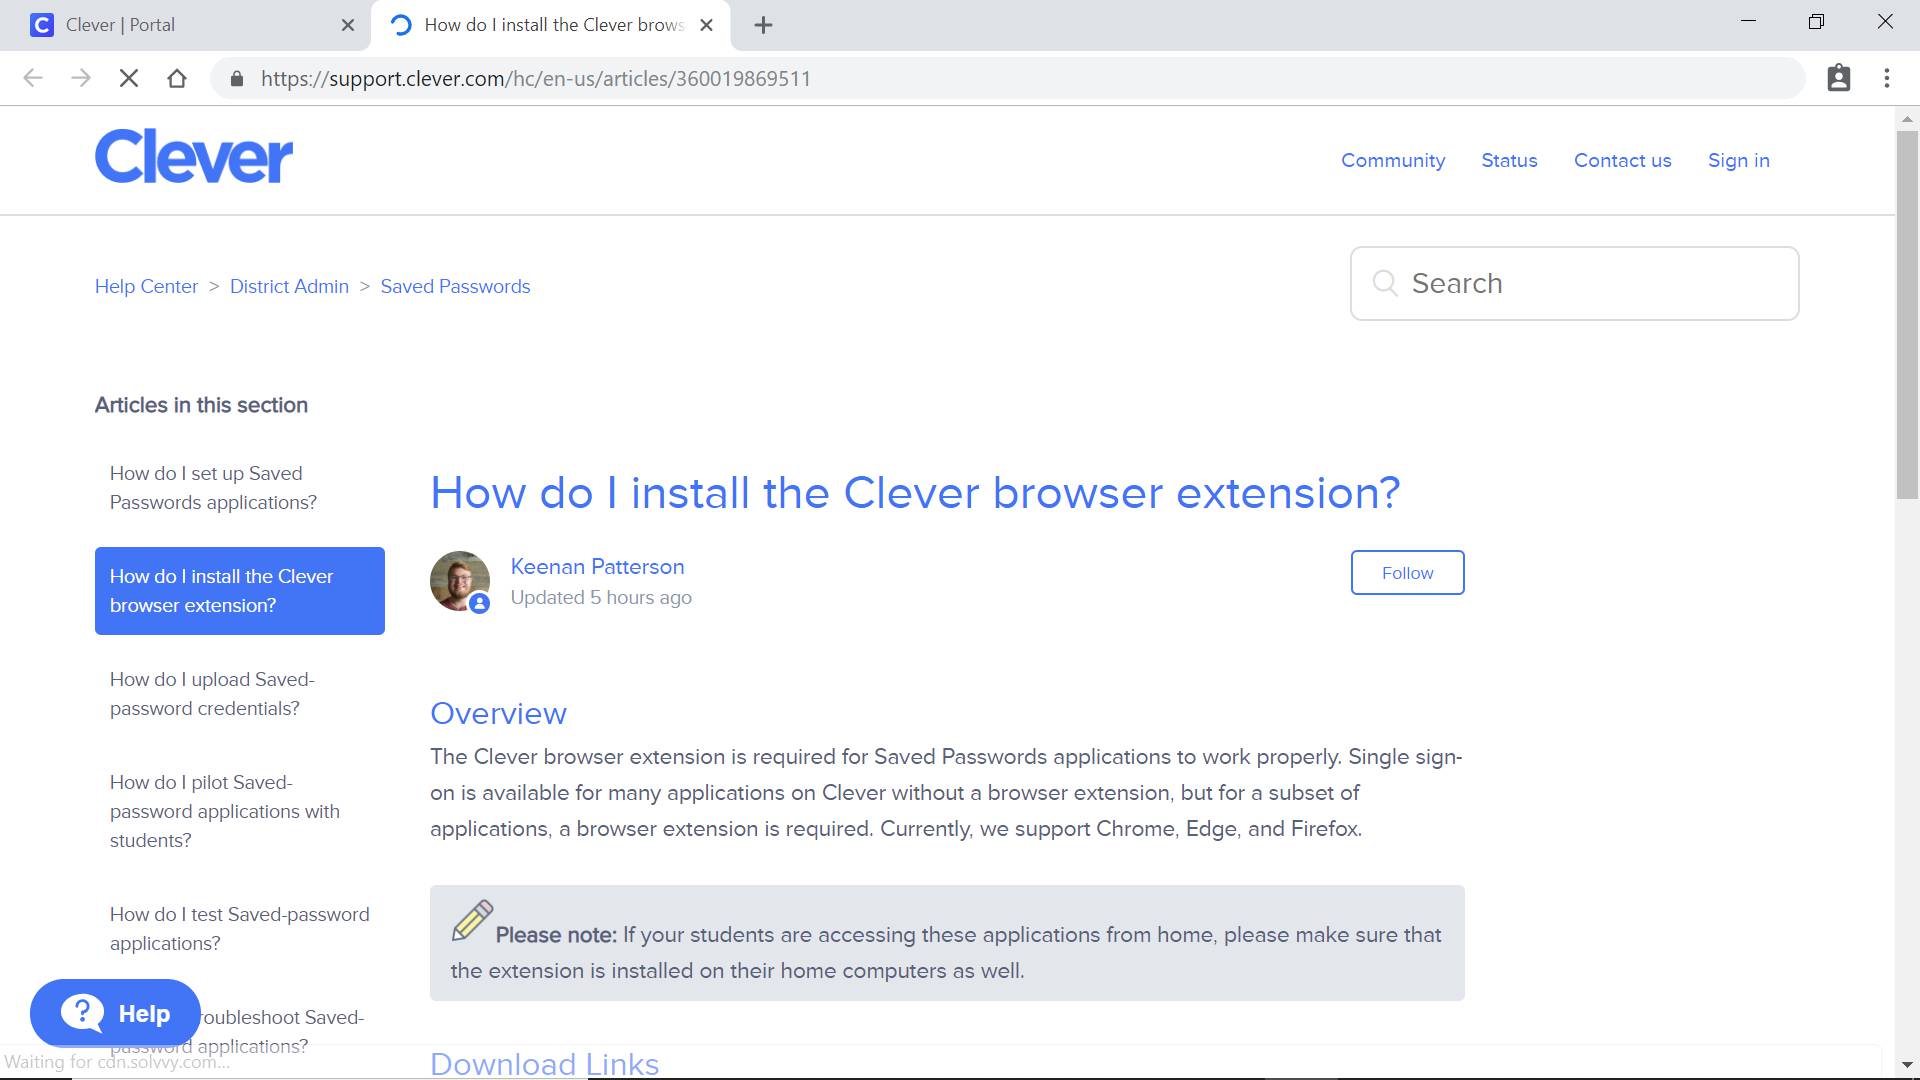 Clever | Portal
How do I install the Clever brows
https://support.clever.com/hc/en-us/articles/360019869511
Clever
Community
Status
Contact us
Sign in
Help Center > District Admin > Saved Passwords
Search
Articles in this section
How do I set up Saved
Passwords applications?
How do I install the Clever
browser extension?
How do I upload Saved-
password credentials?
How do I pilot Saved-
password applications with
students?
How do I test Saved-password
applications?
roubleshoot Saved-
password applications?
How do I install the Clever browser extension?
Keenan Patterson
Updated 5 hours ago
Follow
Overview
The Clever browser extension is required for Saved Passwords applications to work properly. Single sign-
on is available for many applications on Clever without a browser extension, but for a subset of
applications, a browser extension is required. Currently, we support Chrome, Edge, and Firefox.
Please note: If your students are accessing these applications from home, please make sure that
the extension is installed on their home computers as well.
Download Links
Help
Waiting for cdn.solvvy.com...